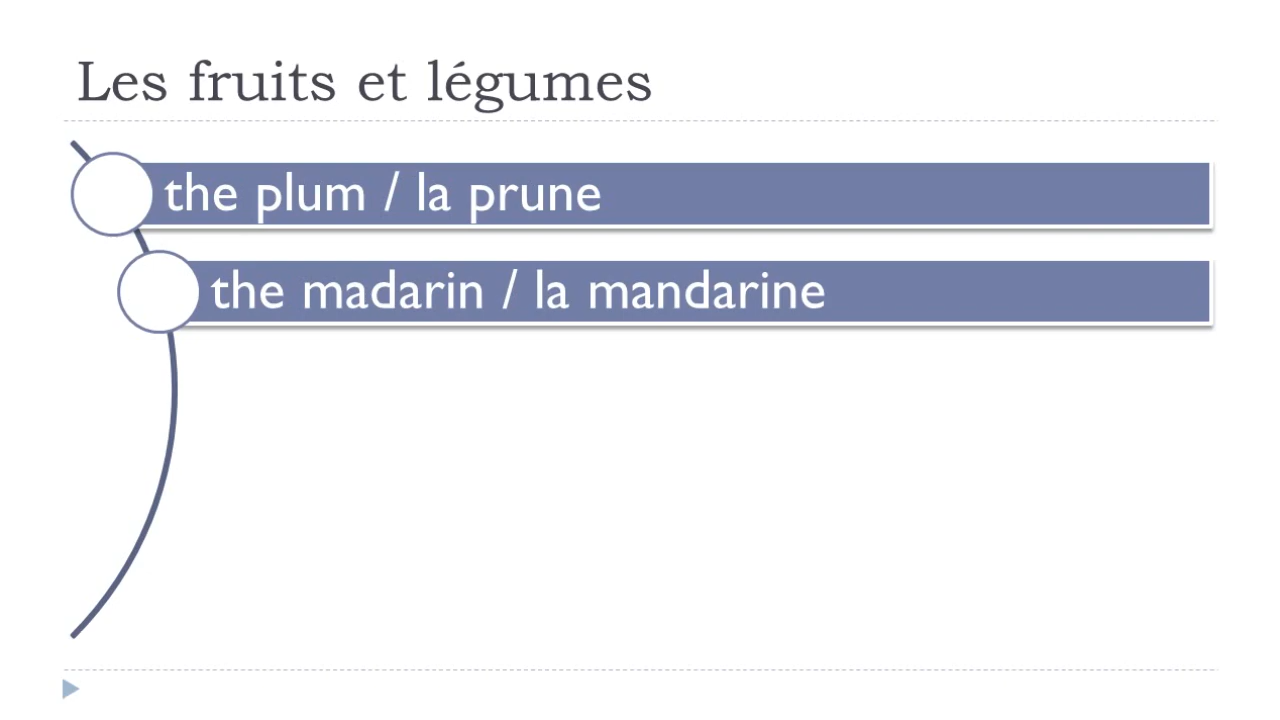 Les fruits et légumes
the plum / la prune
the madarin / la mandarine